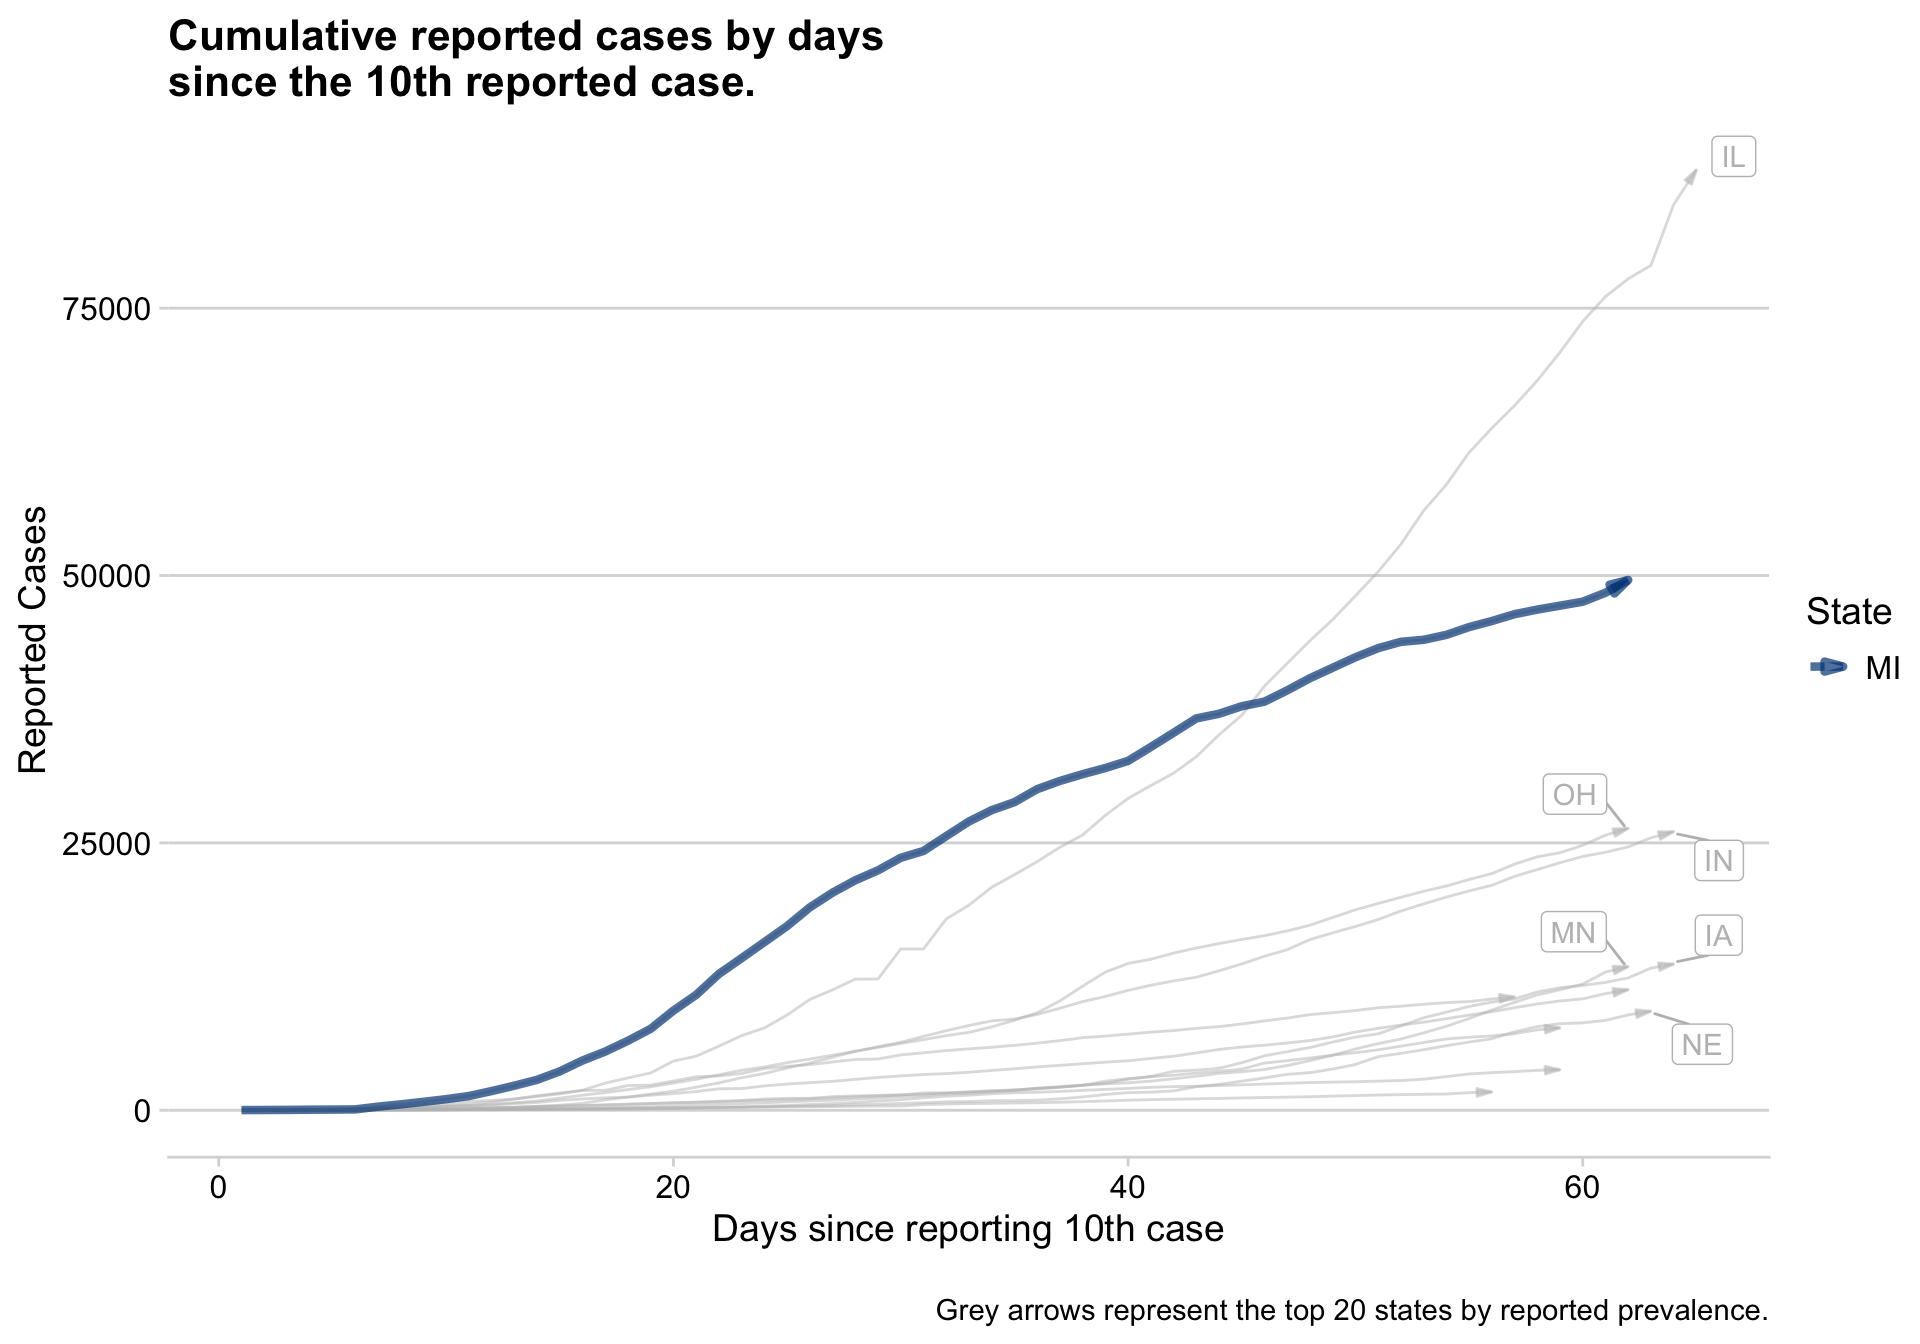 Cumulative reported cases by days
since the 10th reported case.
IL
75000
50000
25000
0
Reported Cases
OH
IN
MN
IA
NE
State
MI
0 20 40 60
Days since reporting 10th case
Grey arrows represent the top 20 states by reported prevalence.